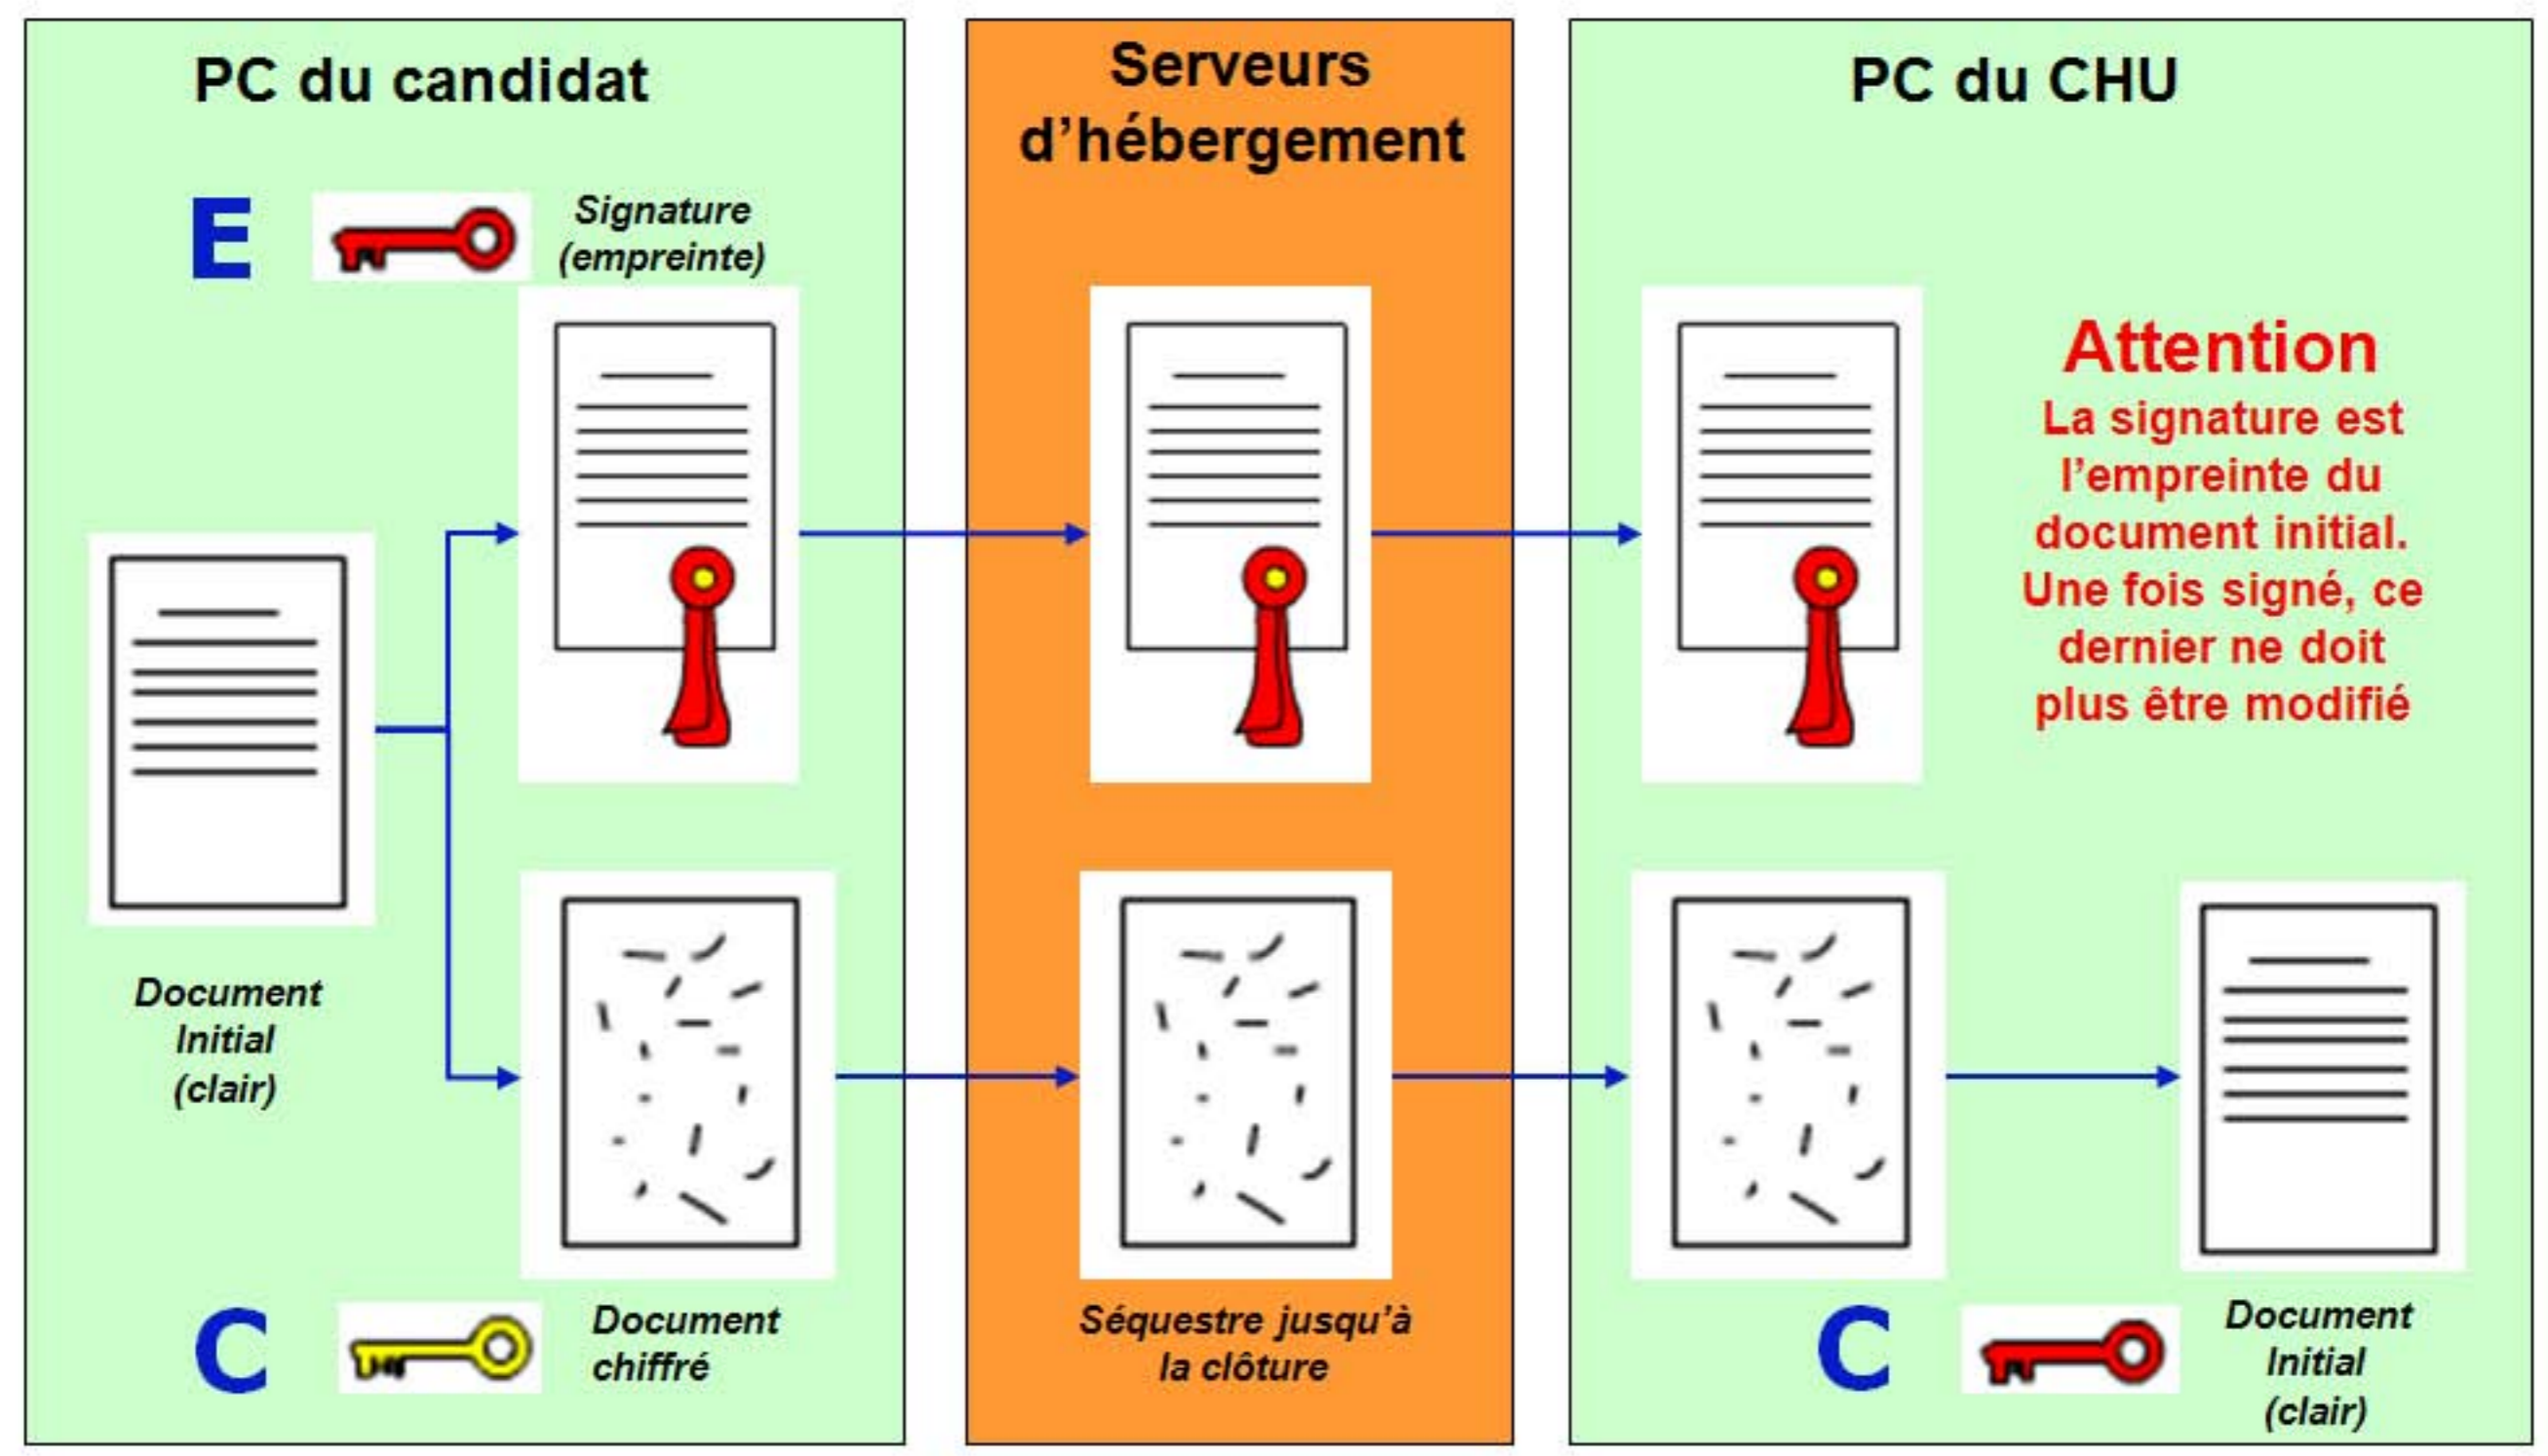 PC du candidat
E
Signature
(empreinte)
Document
Initial
(clair)
C
Document
chiffré
Serveurs
d’hébergement
Séquestre jusqu’à
la clôture
PC du CHU
Attention
La signature est
l’empreinte du
document initial.
Une fois signé, ce
dernier ne doit
plus être modifié
C
Document
Initial
(clair)